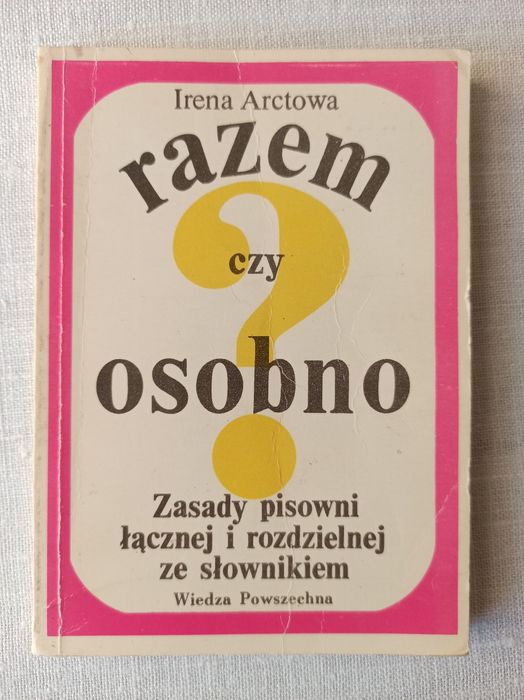 Irena Arctowa
razem
?
czy
osobno
Zasady pisowni
łącznej i rozdzielnej
ze słownikiem
Wiedza Powszechna